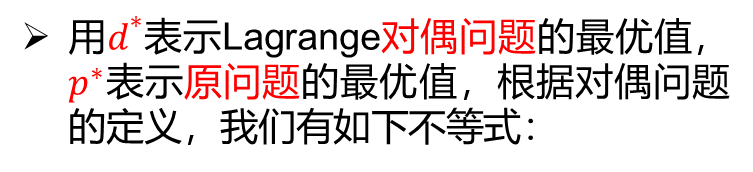 ➢ 用d*表示Lagrange对偶问题的最优值，
p*表示原问题的最优值，根据对偶问题
的定义，我们有如下不等式：